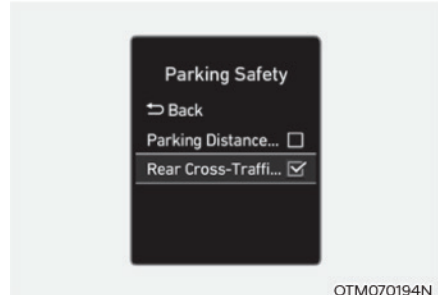 Parking Safety
Back
Parking Distance...
Rear Cross-Traffi...
OTM070194N